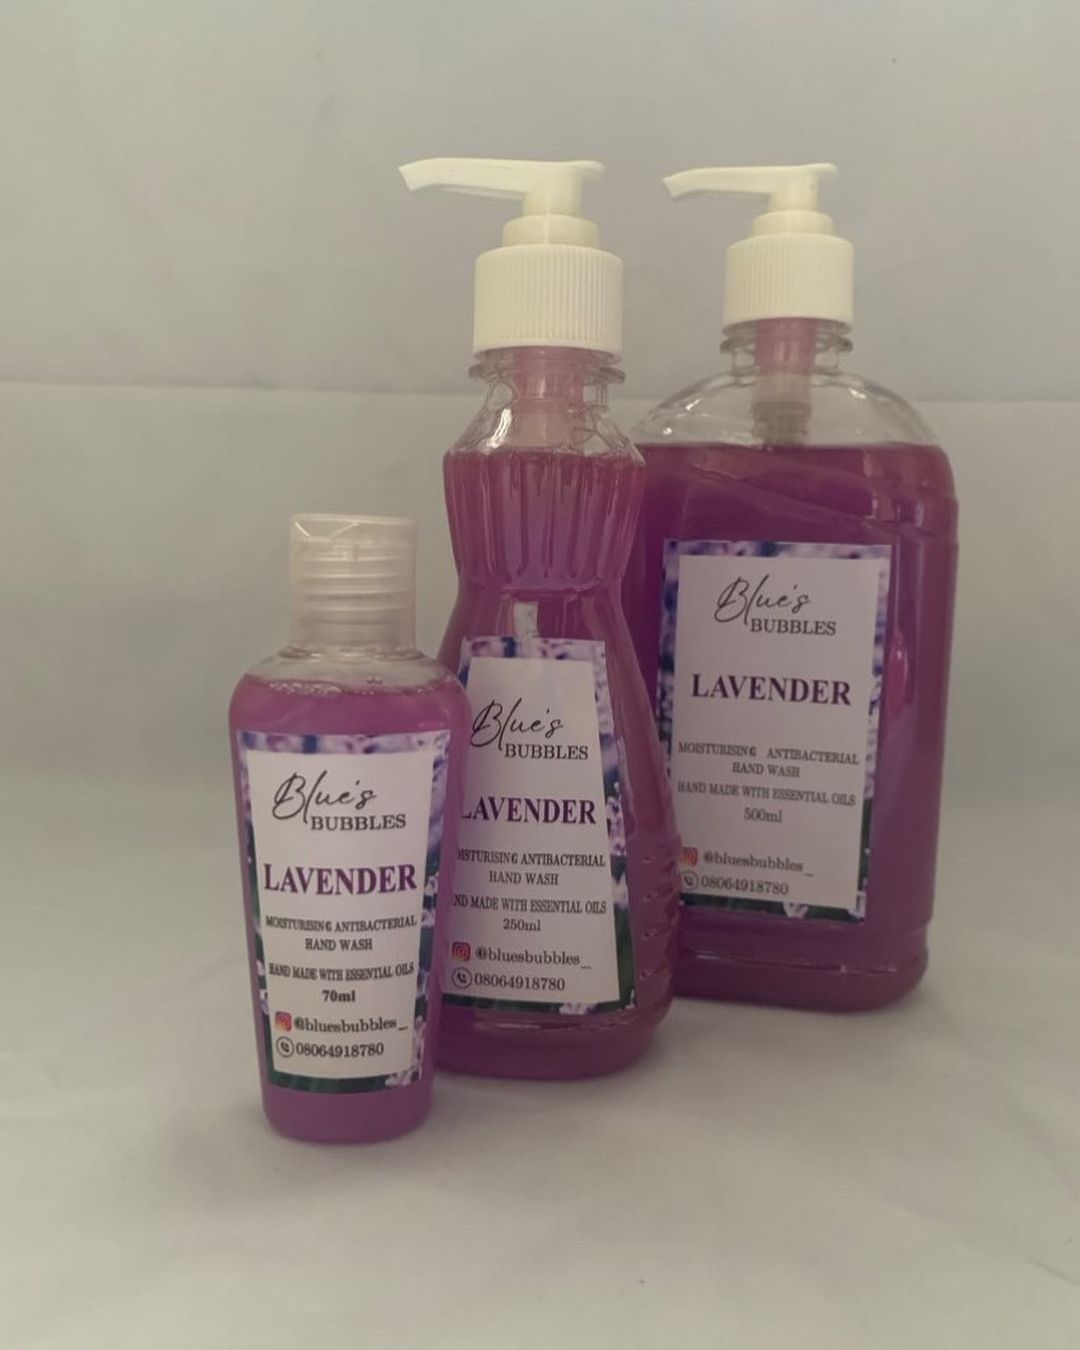 Blue's
BUBBLES
LAVENDER
MOISTURISING ANTIBACTERIAL
HAND WASH
HAND MADE WITH ESSENTIAL OILS
70ml
@bluesbubbles_
08064918780
Blue's
BUBBLES
LAVENDER
MOISTURISING ANTIBACTERIAL
HAND WASH
HAND MADE WITH ESSENTIAL OILS
250ml
@bluesbubbles_
08064918780
Blue's
BUBBLES
LAVENDER
MOISTURISING ANTIBACTERIAL
HAND WASH
HAND MADE WITH ESSENTIAL OILS
500ml
@bluesbubbles_
08064918780